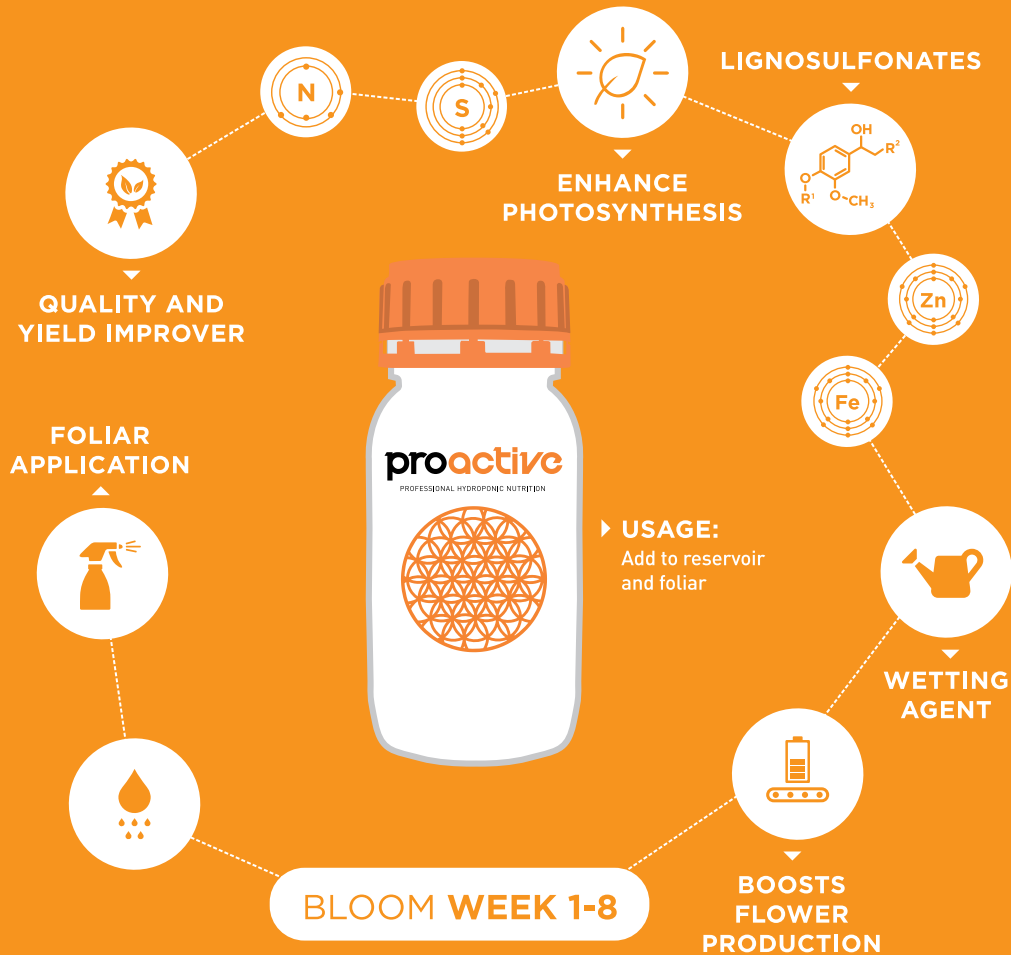 LIGNOSULFONATES
N
S
OH
R²
O
R¹
O
CH₃
ENHANCE
PHOTOSYNTHESIS
Zn
QUALITY AND
YIELD IMPROVER
Fe
FOLIAR
APPLICATION
proactive
PROFESSIONAL HYDROPONIC NUTRITION
USAGE:
Add to reservoir
and foliar
WETTING
AGENT
BLOOM WEEK 1-8
BOOSTS
FLOWER
PRODUCTION